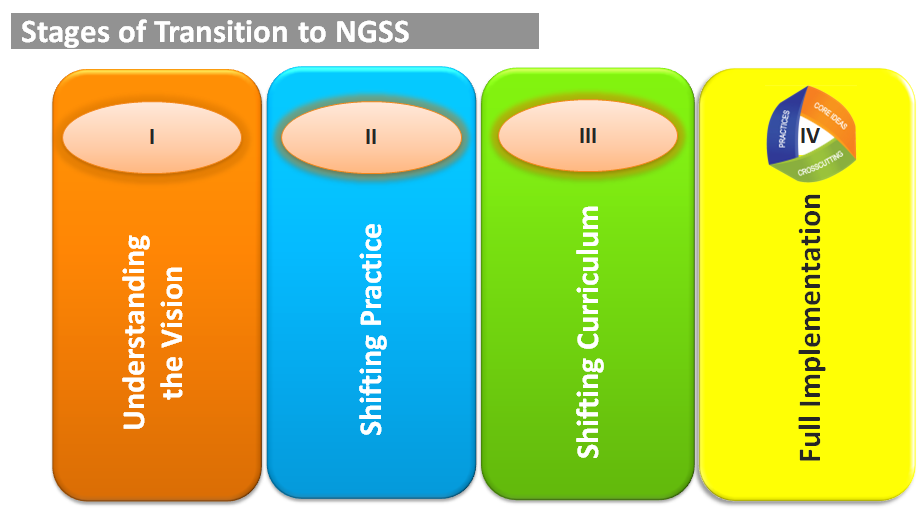 Stages of Transition to NGSS
I
II
III
PRACTICES
CORE IDEAS
IV
CROSSCUTTING
Understanding
the Vision
Shifting Practice
Shifting Curriculum
Full Implementation